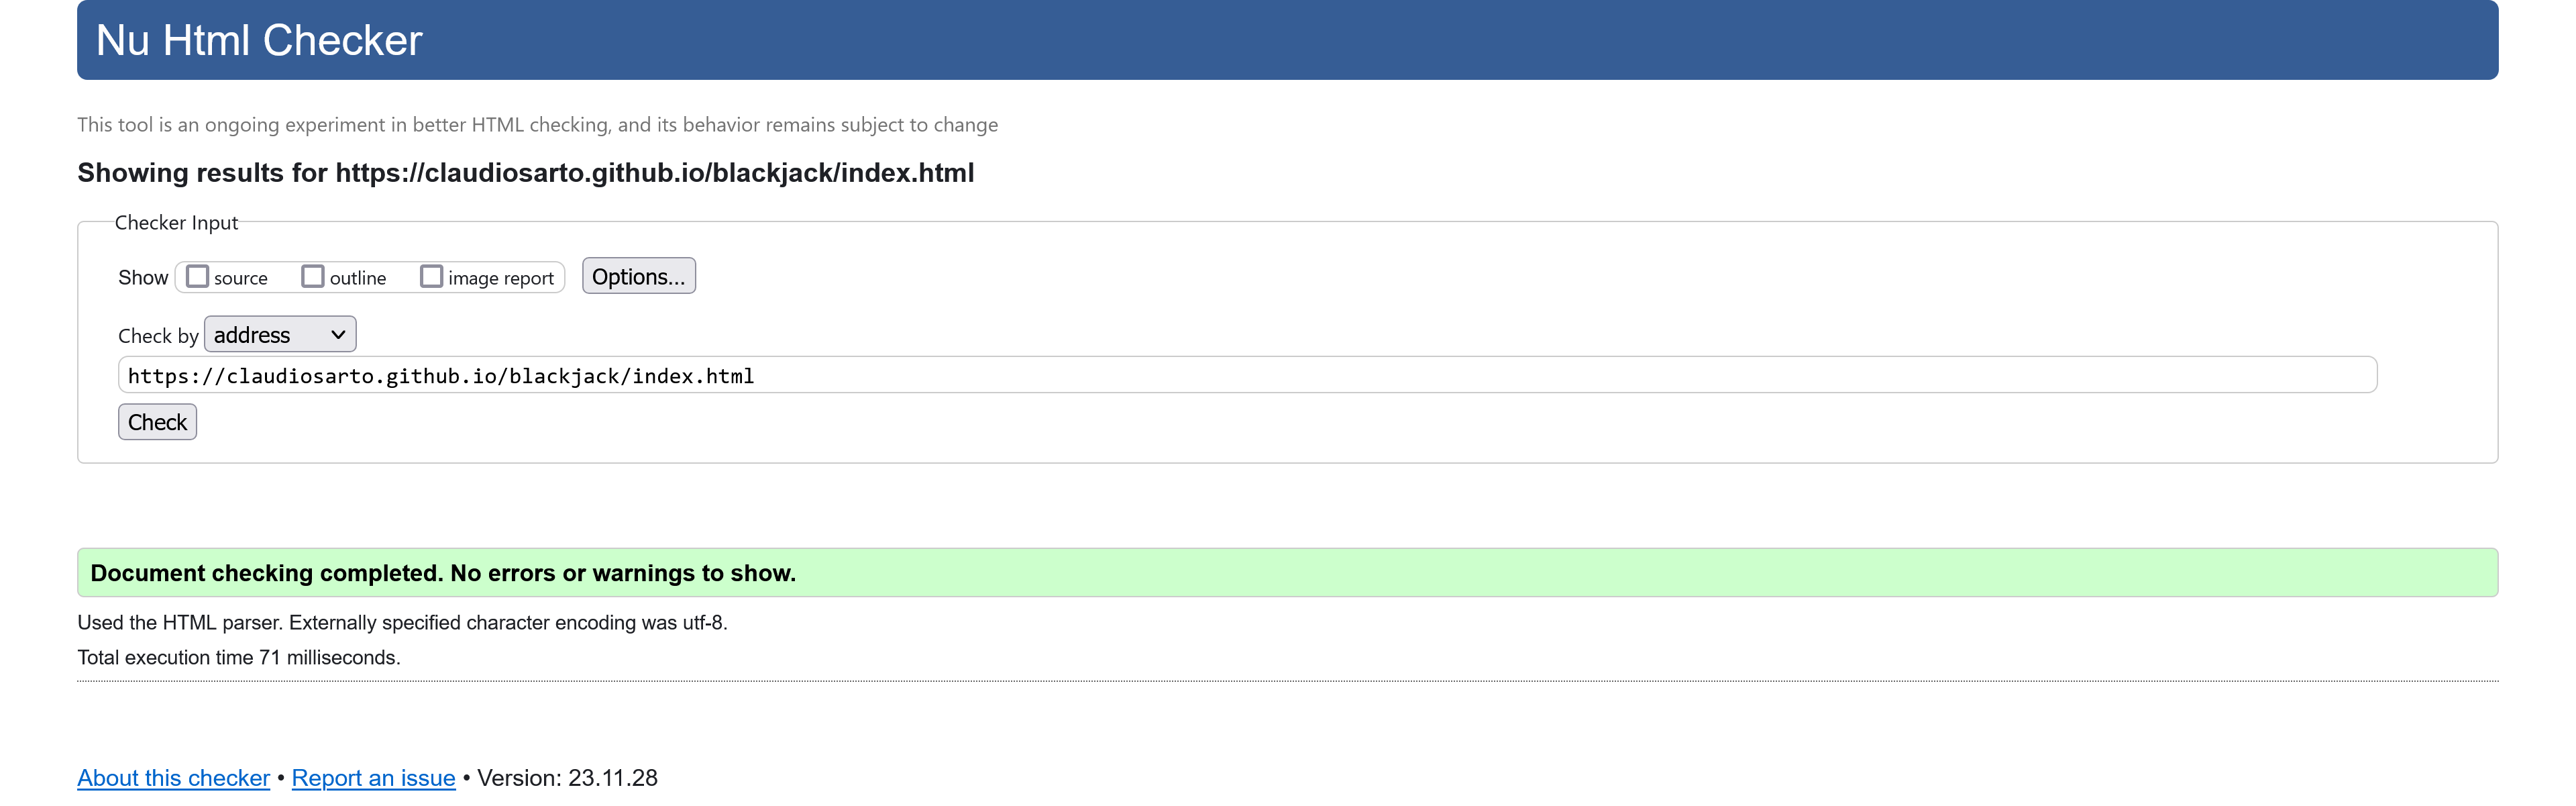 Nu Html Checker
This tool is an ongoing experiment in better HTML checking, and its behavior remains subject to change
Showing results for https://claudiosarto.github.io/blackjack/index.html
Checker Input
Show source outline image report Options...
Check by address
https://claudiosarto.github.io/blackjack/index.html
Check
Document checking completed. No errors or warnings to show.
Used the HTML parser. Externally specified character encoding was utf-8.
Total execution time 71 milliseconds.
About this checker • Report an issue • Version: 23.11.28